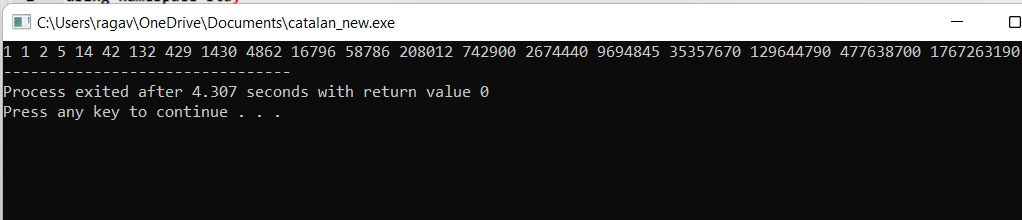 C:\Users\ragav\OneDrive\Documents\catalan_new.exe
1 1 2 5 14 42 132 429 1430 4862 16796 58786 208012 742900 2674440 9694845 35357670 129644790 477638700 1767263190
--------------------------------
Process exited after 4.307 seconds with return value 0
Press any key to continue . . .